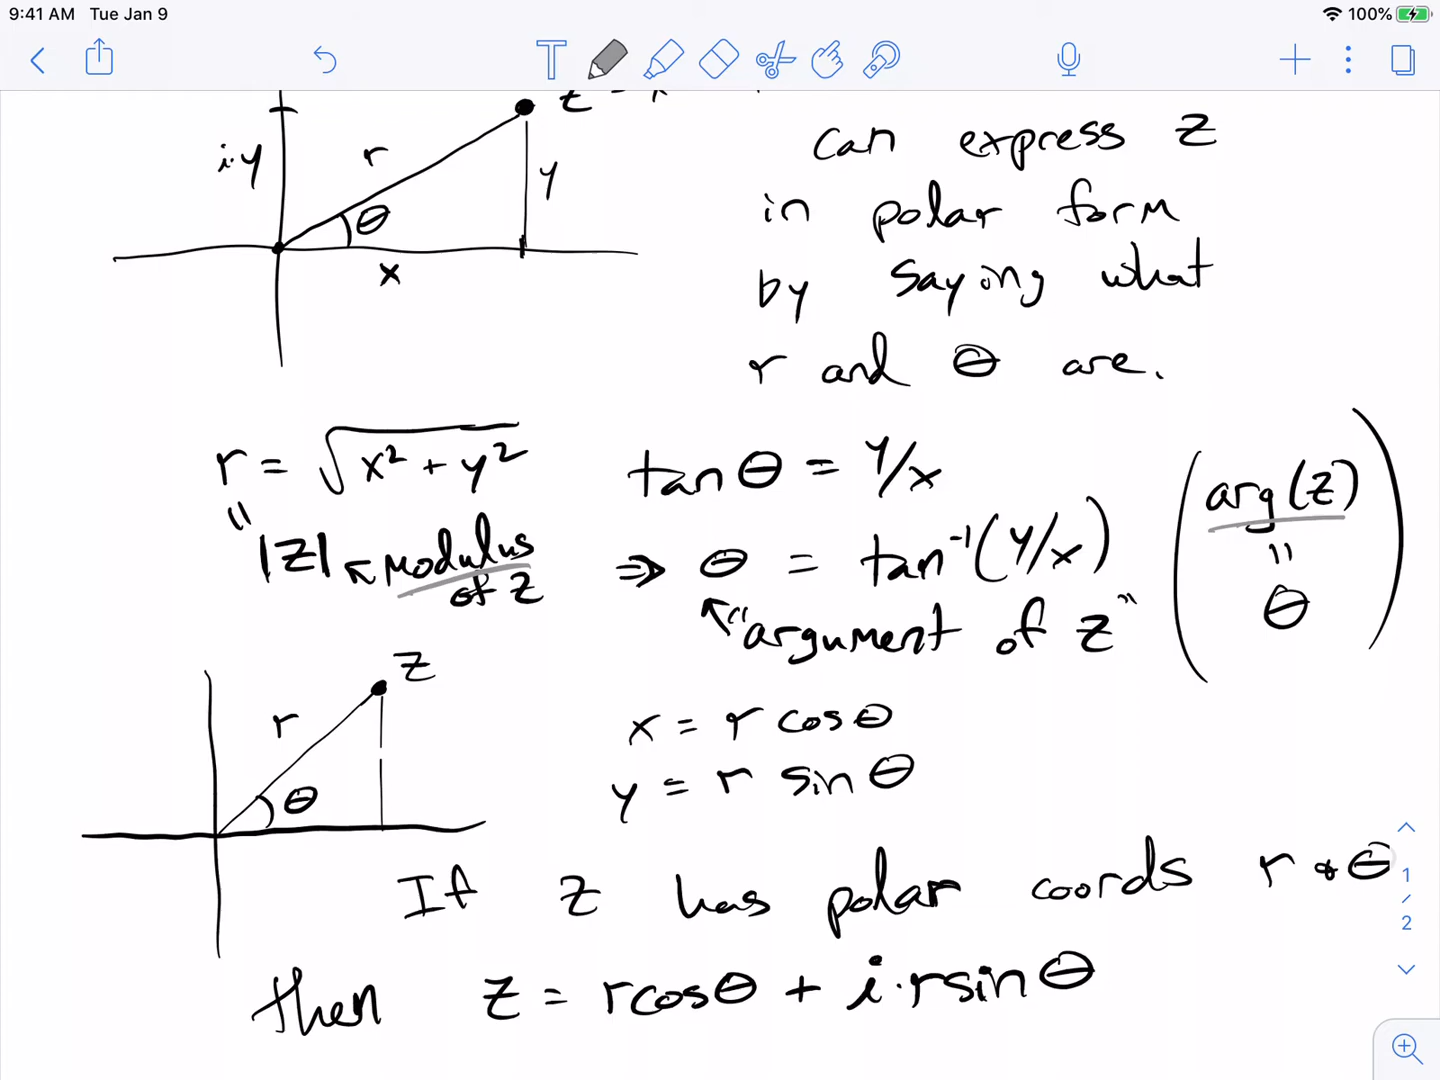 9:41 AM Tue Jan 9
100%
T
i·y
r
θ
y
x
can express z
in polar form
by saying what
r and θ are.
r = √x² + y²
tan θ = y/x
(arg(z)
"
|z| ↖ modulus
of z
⇒ θ = tan⁻¹(y/x)
"
θ)
↖ "argument of z"
z
r
θ
x = r cos θ
y = r sin θ
If z has polar coords r & θ
1
/
2
then z = r cos θ + i · r sin θ